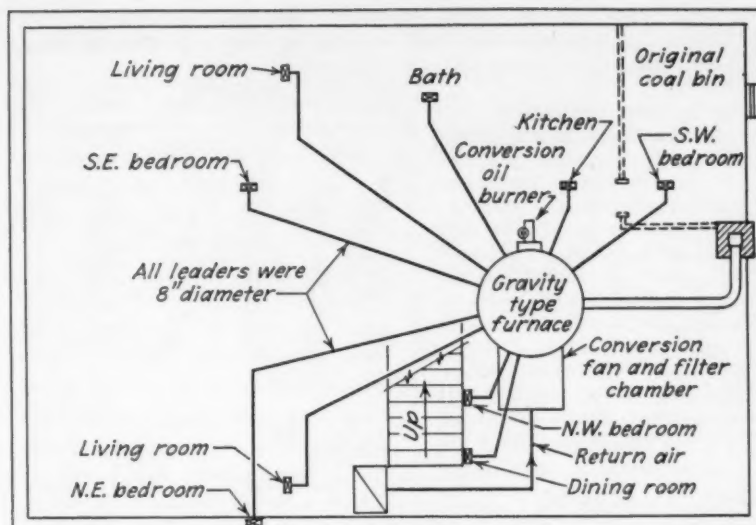 Living room
Bath
Original
coal bin
Kitchen
Conversion
oil
burner
S.W.
bedroom
S.E. bedroom
All leaders were
8" diameter
Gravity
type
furnace
Conversion
fan and filter
chamber
Up
N.W. bedroom
Return air
Dining room
Living room
N.E. bedroom